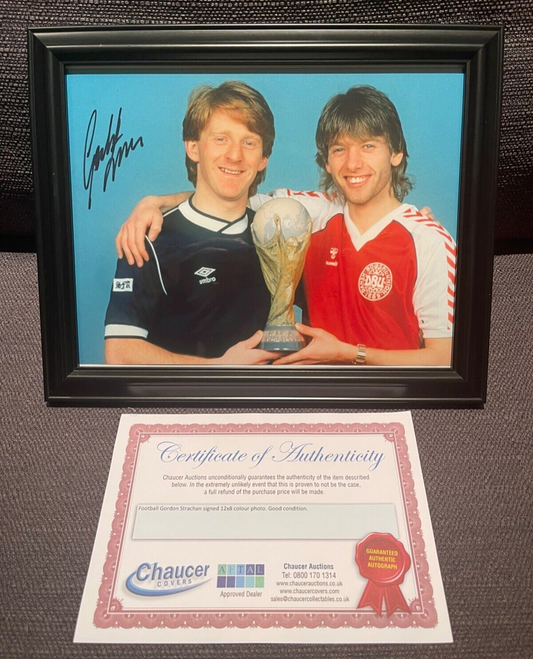 umbro
DBU
Certificate of Authenticity
Chaucer Auctions unconditionally guarantees the authenticity of the item described
below. In the extremely unlikely event that this is proven to not be the case,
a full refund of the purchase price will be made.
Football Gordon Strachan signed 12x8 colour photo. Good condition.
Chaucer
COVERS
AFTAL
Approved Dealer
Chaucer Auctions
Tel: 0800 170 1314
www.chaucerauctions.co.uk
www.chaucercovers.com
sales@chaucercollectables.co.uk
GUARANTEED
AUTHENTIC
AUTOGRAPH